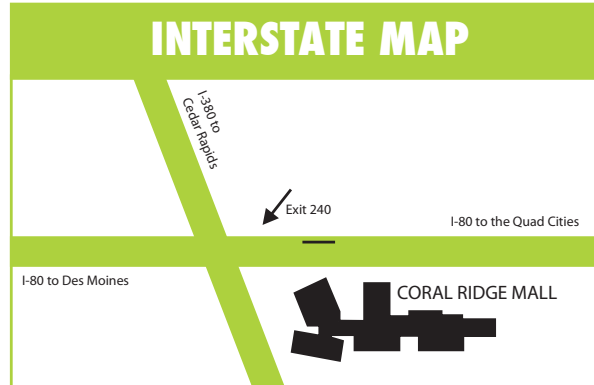 INTERSTATE MAP
I-380 to
Cedar Rapids
Exit 240
I-80 to the Quad Cities
I-80 to Des Moines
CORAL RIDGE MALL